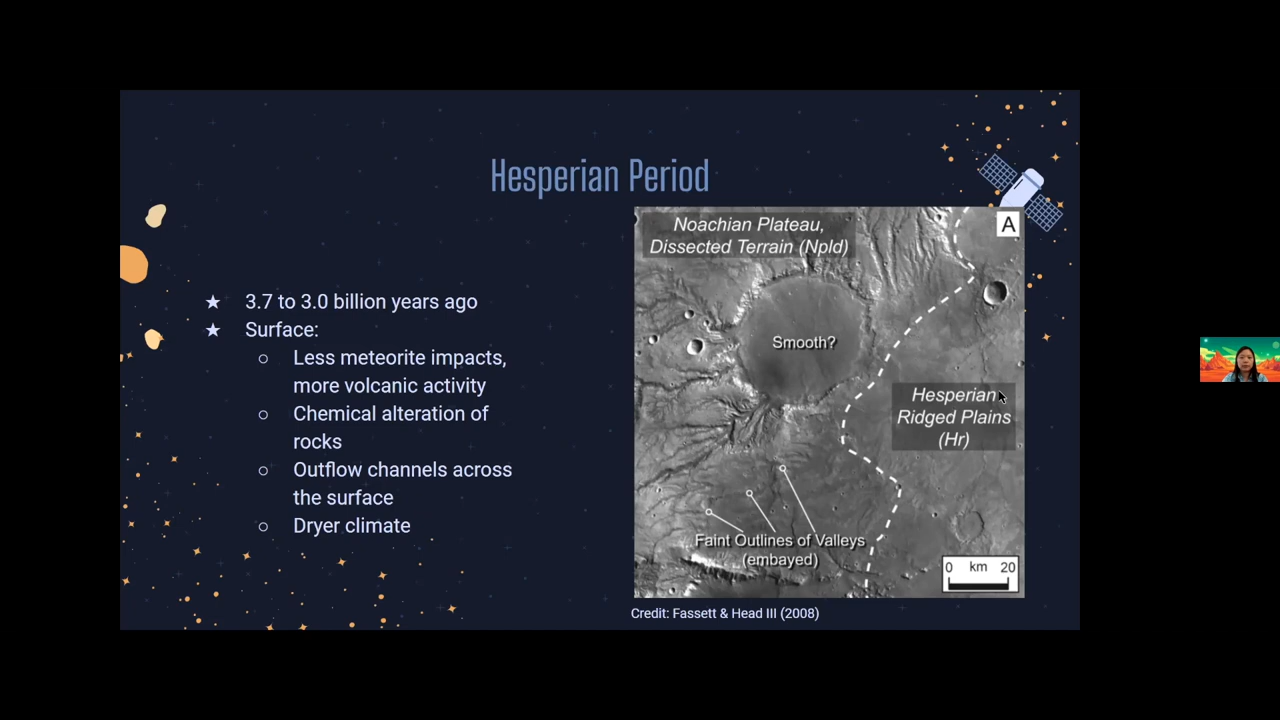 Hesperian Period
★ 3.7 to 3.0 billion years ago
★ Surface:
○ Less meteorite impacts,
more volcanic activity
○ Chemical alteration of
rocks
○ Outflow channels across
the surface
○ Dryer climate
Noachian Plateau,
Dissected Terrain (Npld)
A
Smooth?
Hesperian
Ridged Plains
(Hr)
Faint Outlines of Valleys
(embayed)
0 km 20
Credit: Fassett & Head III (2008)